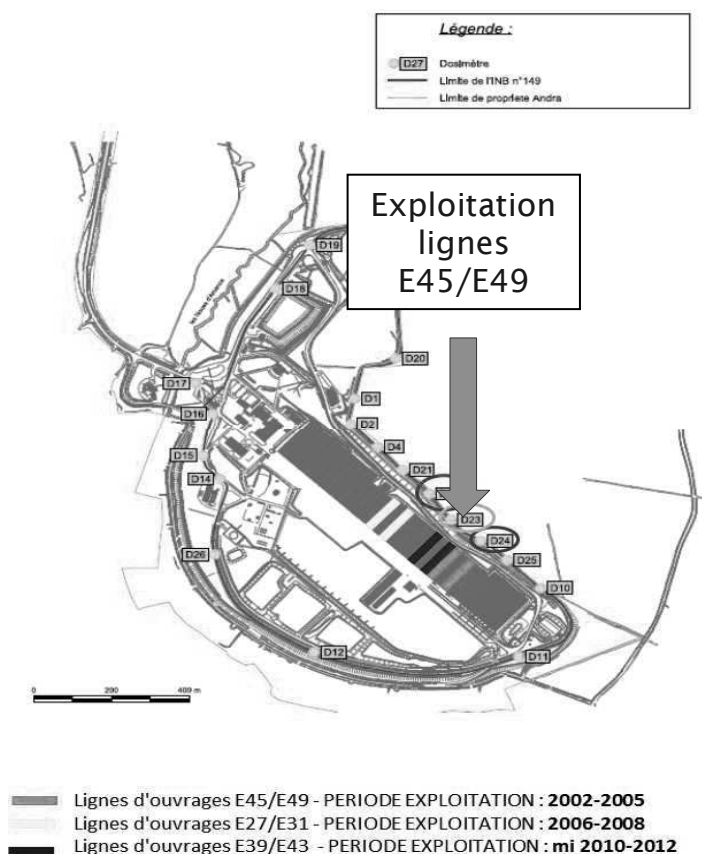 Légende :
D27 Dosimètre
Limite de l'INB n°149
Limite de propriete Andra
Exploitation
lignes
E45/E49
D19
D18
D20
D17
D1
D16
D2
D4
D15
D21
D14
D23
D24
D26
D25
D10
D12
D11
0 200 400 m
Lignes d'ouvrages E45/E49 - PERIODE EXPLOITATION : 2002-2005
Lignes d'ouvrages E27/E31 - PERIODE EXPLOITATION : 2006-2008
Lignes d'ouvrages E39/E43 - PERIODE EXPLOITATION : mi 2010-2012